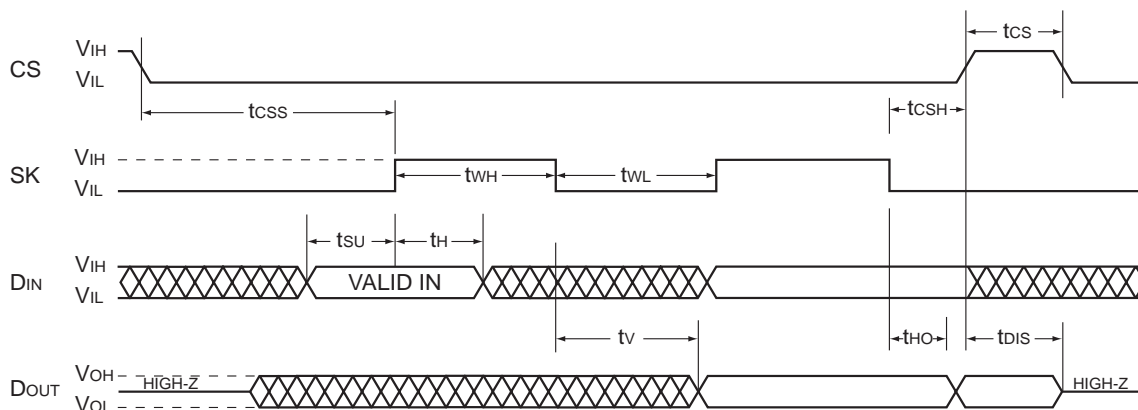 tCS
VIH
CS
VIL
tCSS
tCSH
VIH
SK
tWH
tWL
VIL
tSU
tH
VIH
DIN
VALID IN
VIL
tV
tHO
tDIS
VOH
DOUT
HIGH-Z
HIGH-Z
VOL